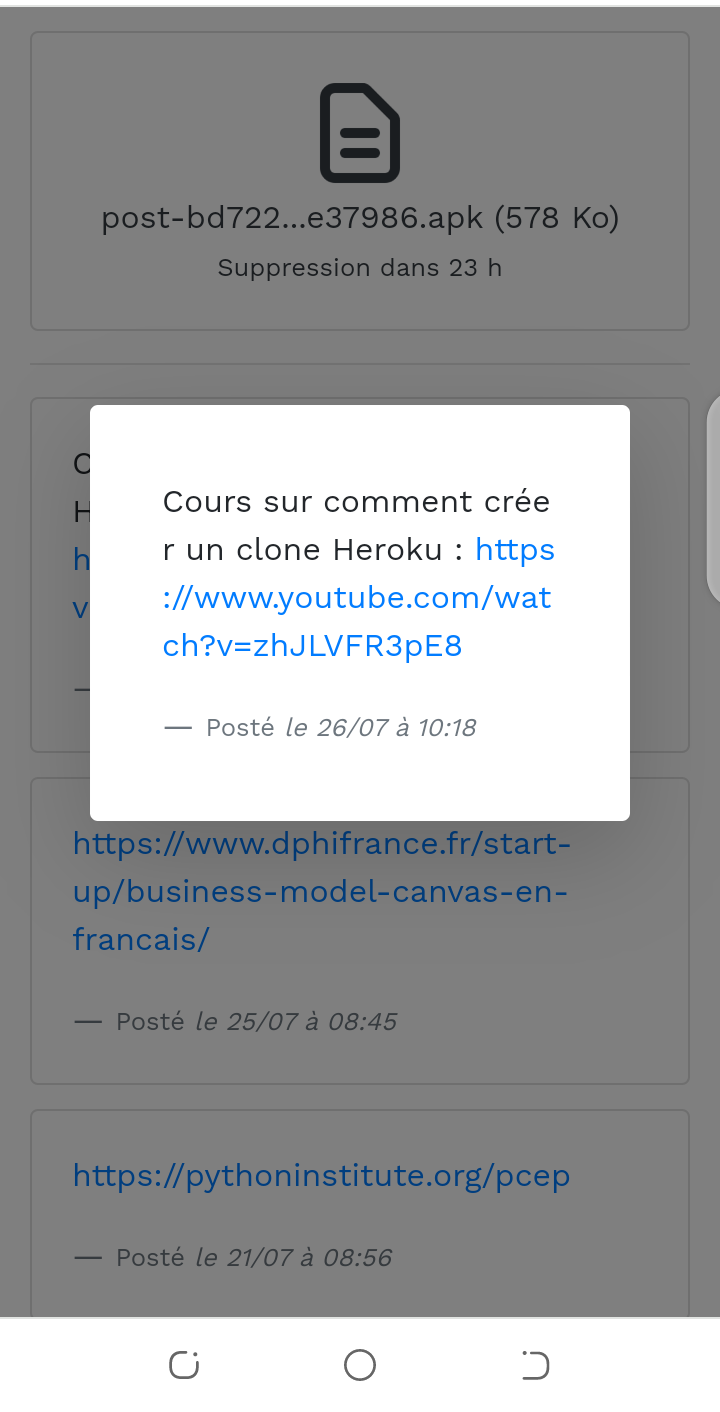 post-bd722...e37986.apk (578 Ko)
Suppression dans 23 h
C
H
h
v
—
Cours sur comment crée
r un clone Heroku : https
://www.youtube.com/wat
ch?v=zhJLVFR3pE8
— Posté le 26/07 à 10:18
https://www.dphifrance.fr/start-
up/business-model-canvas-en-
francais/
— Posté le 25/07 à 08:45
https://pythoninstitute.org/pcep
— Posté le 21/07 à 08:56